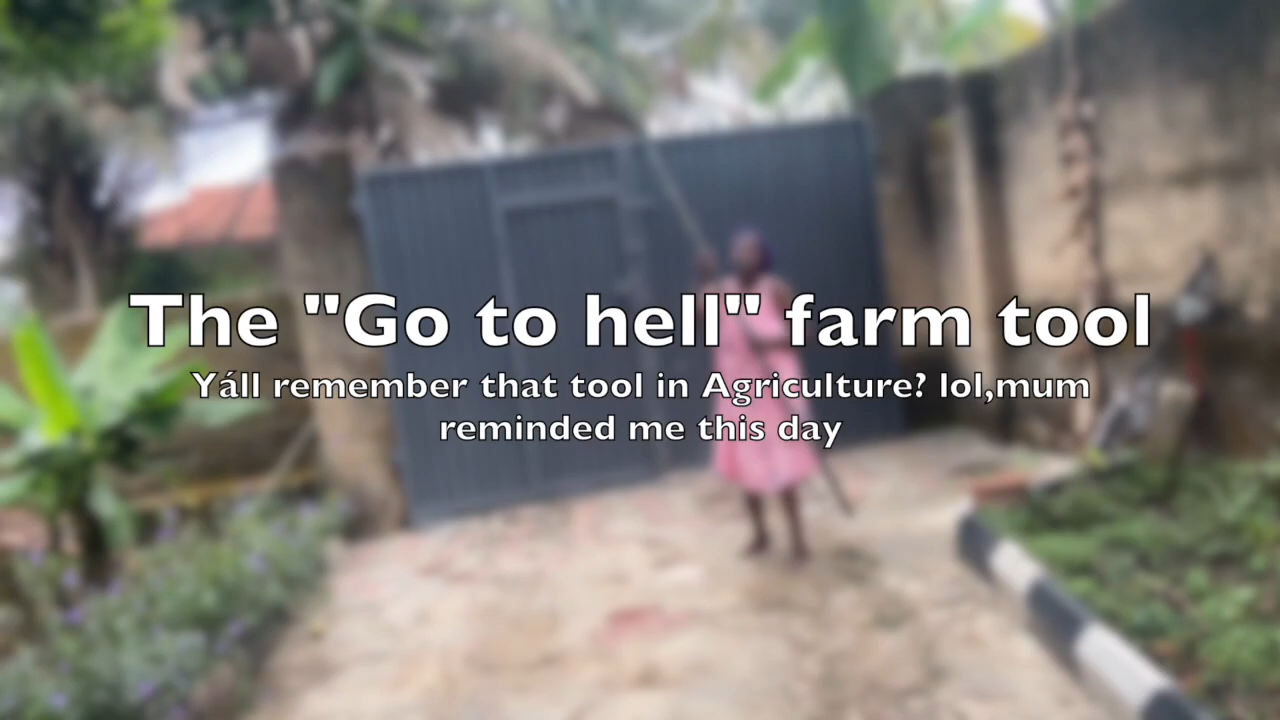 The "Go to hell" farm tool
Yáll remember that tool in Agriculture? lol,mum
reminded me this day